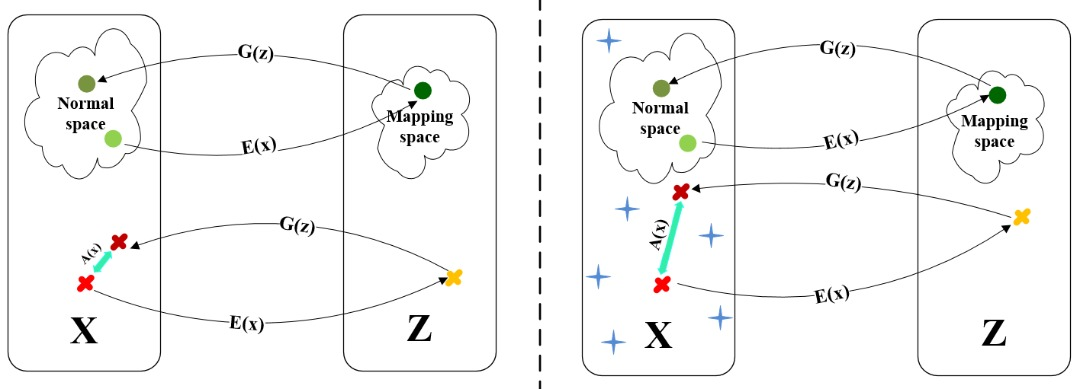 G(z)
Normal
space
Mapping
space
E(x)
G(z)
A(x)
E(x)
X
Z
G(z)
Normal
space
Mapping
space
E(x)
G(z)
A(x)
E(x)
X
Z